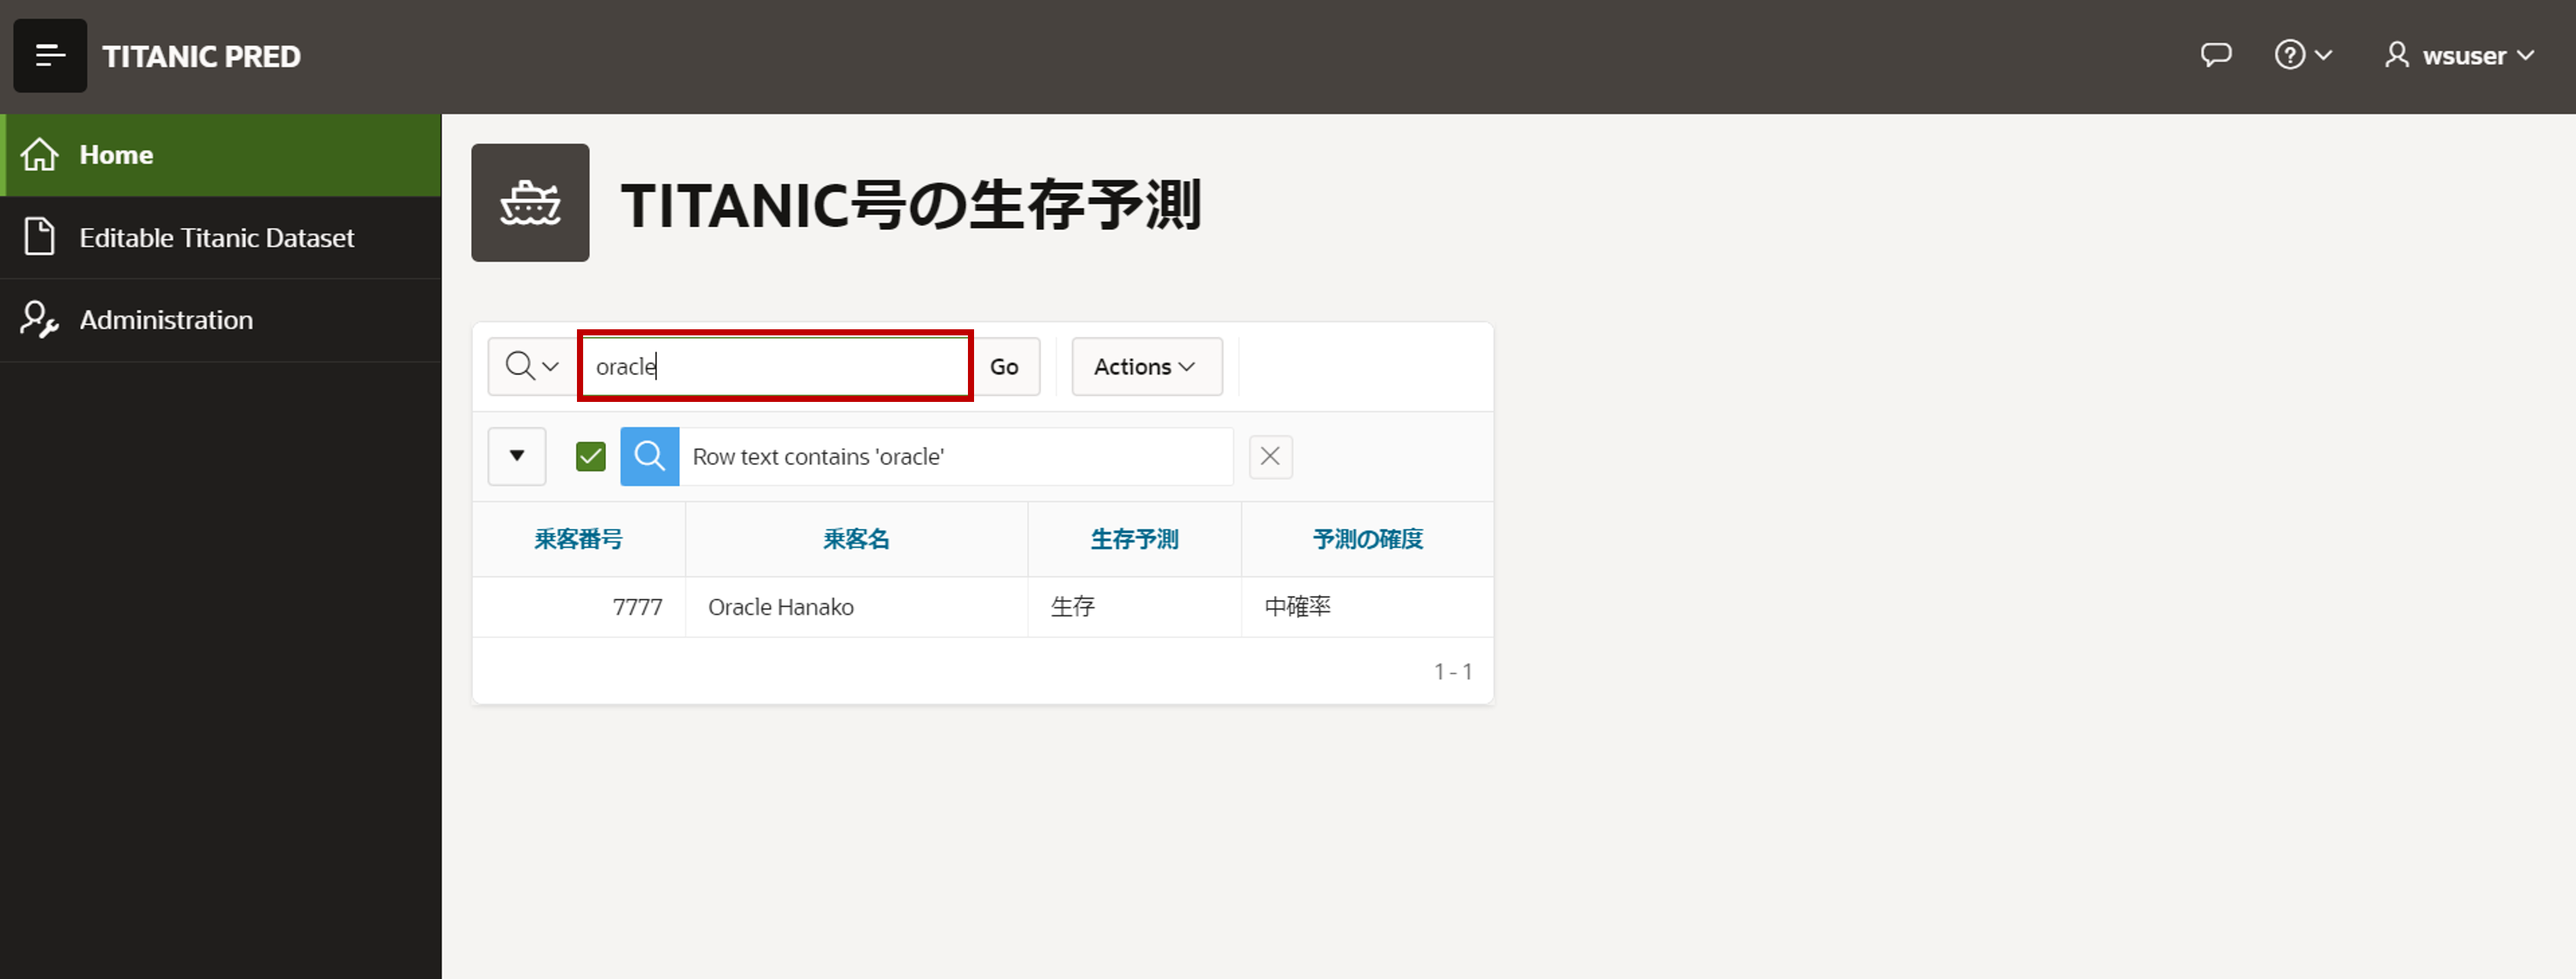 TITANIC PRED
wsuser
Home
Editable Titanic Dataset
Administration
TITANIC号の生存予測
oracle
Go
Actions
Row text contains 'oracle'
乗客番号 乗客名 生存予測 予測の確度
7777 Oracle Hanako 生存 中確率
1 - 1